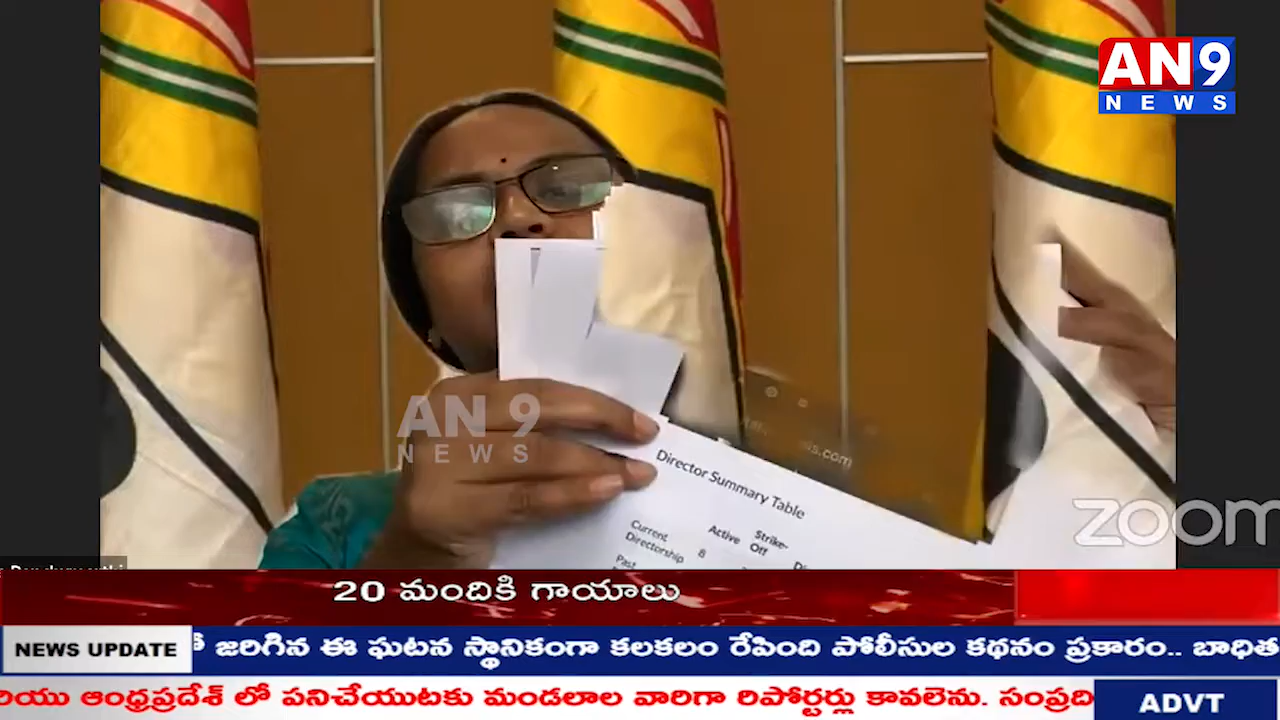 AN9
NEWS
AN 9
NEWS
Director Summary Table
Active
Strike-Off
Current Directorship
8
Past
zoom
20 మందికి గాయాలు
NEWS UPDATE
జరిగిన ఈ ఘటన స్థానికంగా కలకలం రేపింది పోలీసుల కథనం ప్రకారం.. బాధిత
ఆంధ్రప్రదేశ్ లో పనిచేయుటకు మండలాల వారిగా రిపోర్టర్లు కావలెను. సంప్రది
ADVT